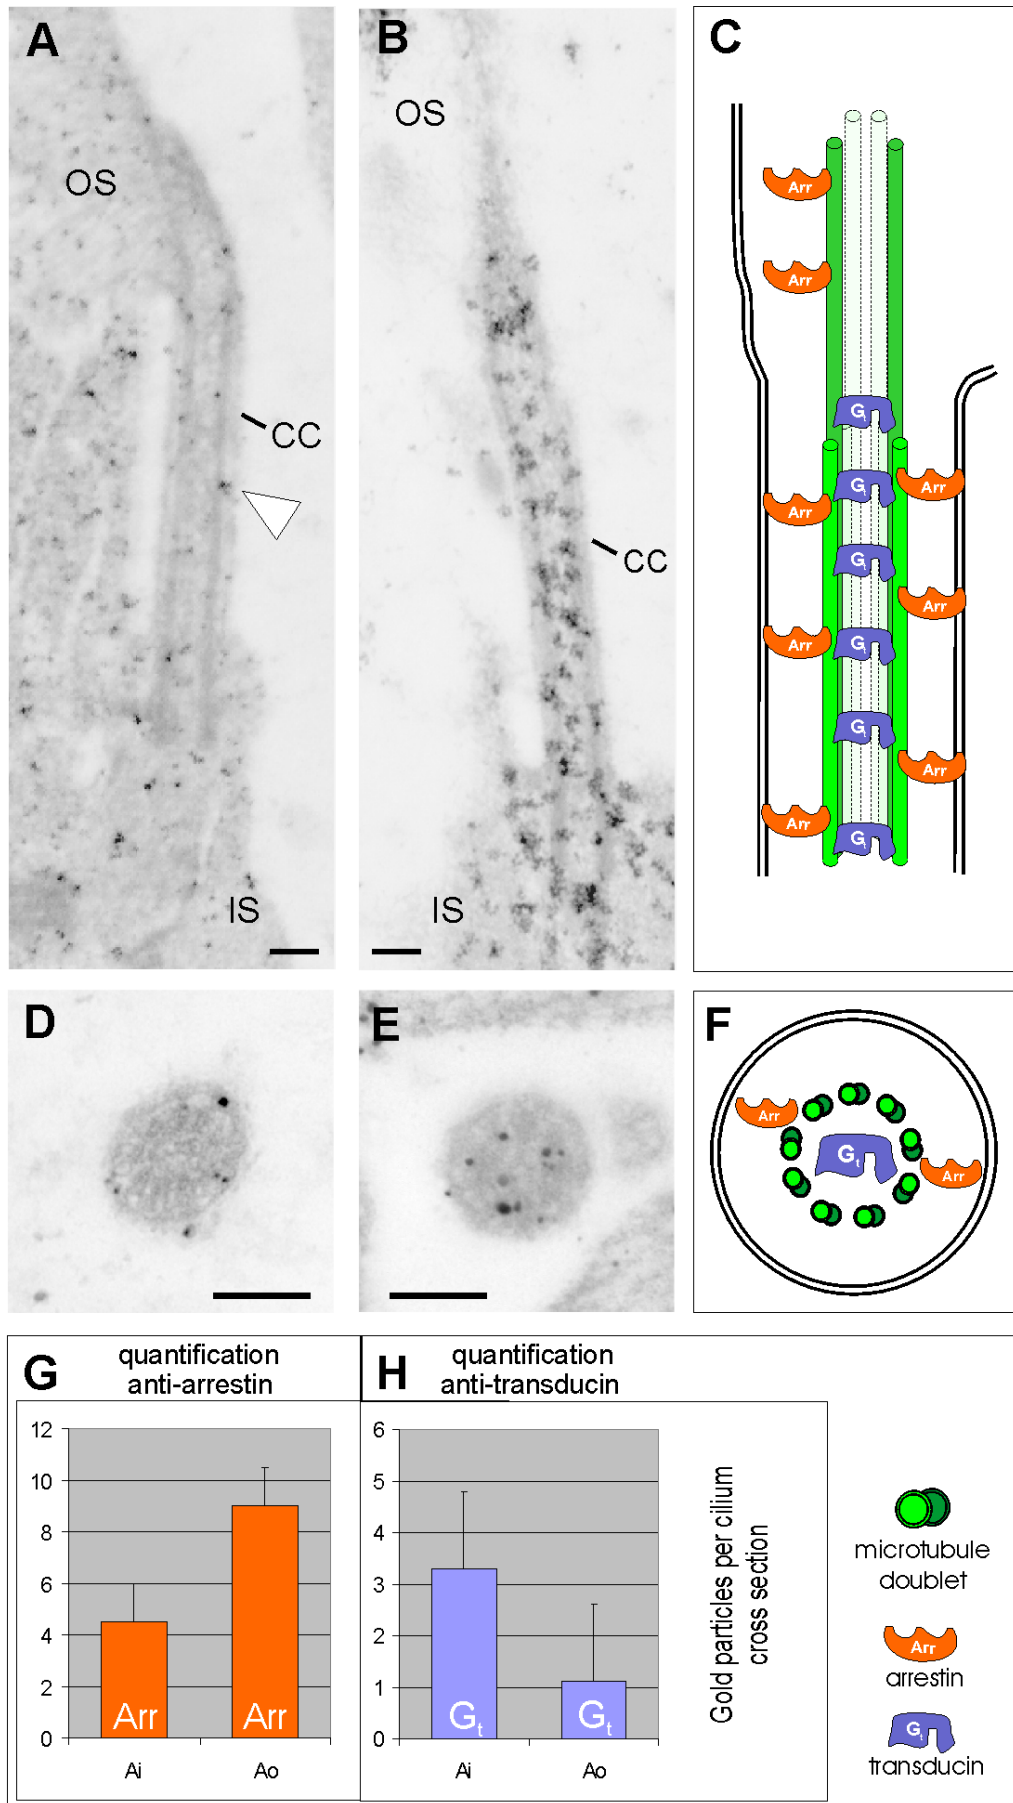 A
OS
CC
IS
B
OS
CC
IS
C
Arr
Arr
Gt
Gt
Arr
Arr
Gt
Arr
Gt
Arr
Gt
Arr
Arr
Gt
D
E
F
Arr
Gt
Arr
G
quantification
anti-arrestin
12
10
8
6
4
2
0
Arr
Arr
Ai
Ao
H
quantification
anti-transducin
6
5
4
3
2
1
0
Gt
Gt
Ai
Ao
Gold particles per cilium
cross section
microtubule
doublet
Arr
arrestin
Gt
transducin